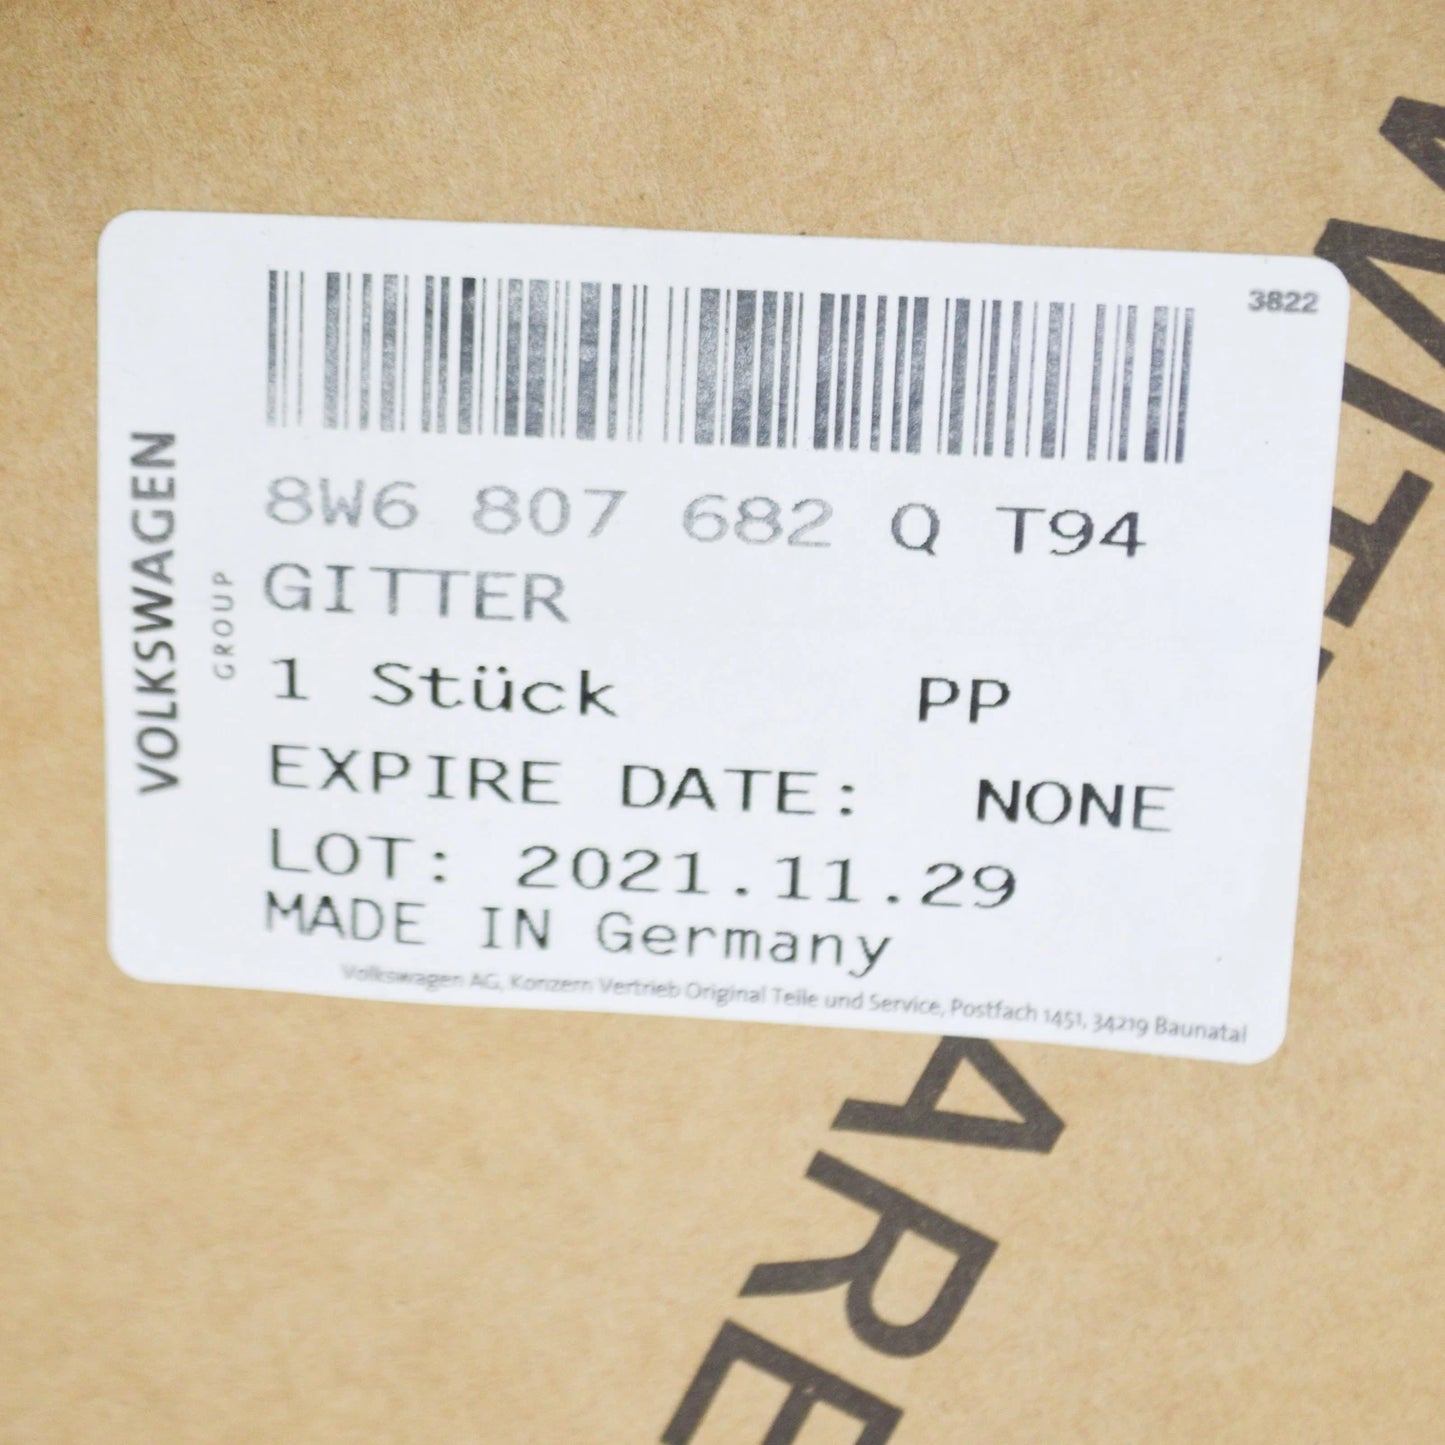 3822
VOLKSWAGEN
GROUP
8W6 807 682 Q T94
GITTER
1 Stück PP
EXPIRE DATE: NONE
LOT: 2021.11.29
MADE IN Germany
Volkswagen AG, Konzern Vertrieb Original Teile und Service, Postfach 1451, 34219 Baunatal